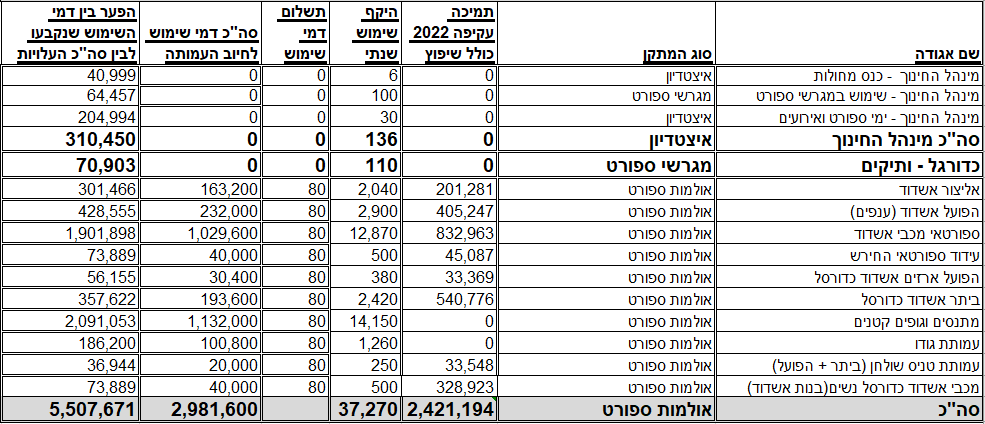 שם אגודה סוג המתקן תמיכה עקיפה 2022 כולל שיפוץ היקף שימוש שנתי תשלום דמי שימוש סה"כ דמי שימוש לחיוב העמותה הפער בין דמי השימוש שנקבעו לבין סה"כ העלויות
מינהל החינוך - כנס מחולות איצטדיון 0 6 0 0 40,999
מינהל החינוך - שימוש במגרשי ספורט מגרשי ספורט 0 100 0 0 64,457
מינהל החינוך - ימי ספורט ואירועים איצטדיון 0 30 0 0 204,994
סה"כ מינהל החינוך איצטדיון 0 136 0 0 310,450
כדורגל - ותיקים מגרשי ספורט 0 110 0 0 70,903
אליצור אשדוד אולמות ספורט 201,281 2,040 80 163,200 301,466
הפועל אשדוד (ענפים) אולמות ספורט 405,247 2,900 80 232,000 428,555
ספורטאי מכבי אשדוד אולמות ספורט 832,963 12,870 80 1,029,600 1,901,898
עידוד ספורטאי החירש אולמות ספורט 45,087 500 80 40,000 73,889
הפועל ארזים אשדוד כדורסל אולמות ספורט 33,369 380 80 30,400 56,155
ביתר אשדוד כדורסל אולמות ספורט 540,776 2,420 80 193,600 357,622
מתנסים וגופים קטנים אולמות ספורט 0 14,150 80 1,132,000 2,091,053
עמותת גודו אולמות ספורט 0 1,260 80 100,800 186,200
עמותת טניס שולחן (ביתר + הפועל) אולמות ספורט 33,548 250 80 20,000 36,944
מכבי אשדוד כדורסל נשים(בנות אשדוד) אולמות ספורט 328,923 500 80 40,000 73,889
סה"כ אולמות ספורט 2,421,194 37,270 2,981,600 5,507,671